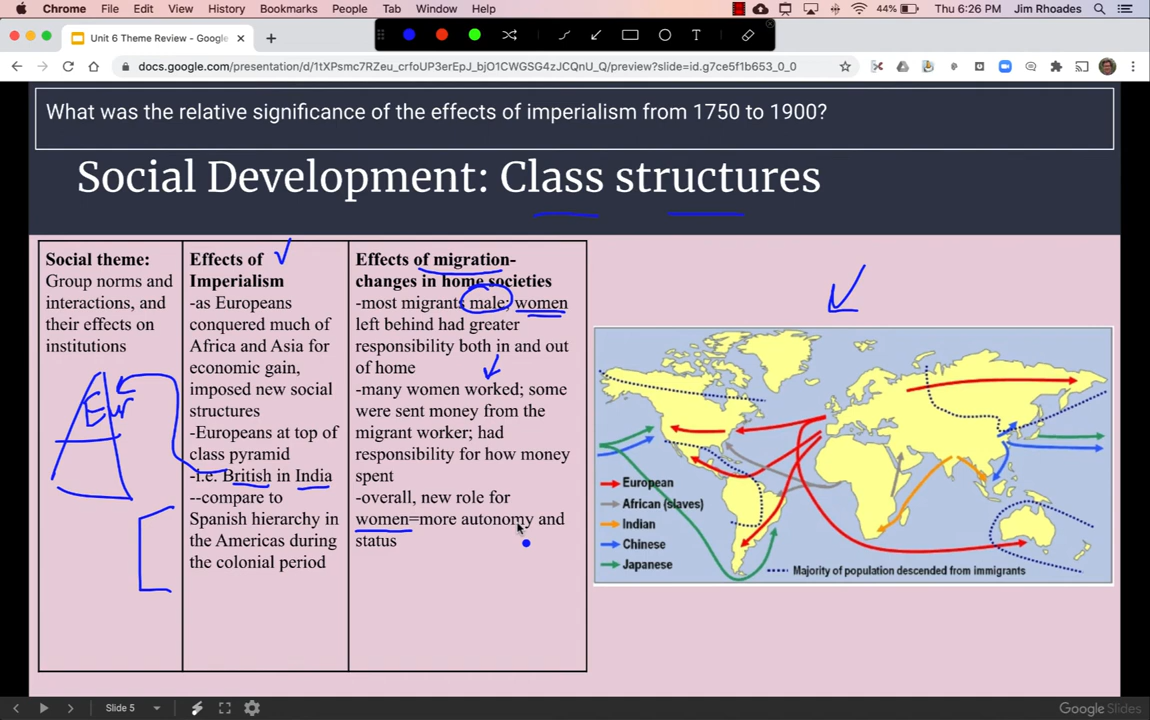 Chrome File Edit View History Bookmarks People Tab Window Help 44% Thu 6:26 PM Jim Rhoades
Unit 6 Theme Review - Google
T
docs.google.com/presentation/d/1tXPsmc7RZeu_crfoUP3erEpJ_bjO1CWGSG4zJCQnU_Q/preview?slide=id.g7ce5f1b653_0_0
What was the relative significance of the effects of imperialism from 1750 to 1900?
Social Development: Class structures
Social theme:
Group norms and
interactions, and
their effects on
institutions
Eur
Effects of
Imperialism
-as Europeans
conquered much of
Africa and Asia for
economic gain,
imposed new social
structures
-Europeans at top of
class pyramid
-i.e. British in India
--compare to
Spanish hierarchy in
the Americas during
the colonial period
Effects of migration-
changes in home societies
-most migrants male; women
left behind had greater
responsibility both in and out
of home
-many women worked; some
were sent money from the
migrant worker; had
responsibility for how money
spent
-overall, new role for
women=more autonomy and
status
European
African (slaves)
Indian
Chinese
Japanese
Majority of population descended from immigrants
Slide 5
Google Slides